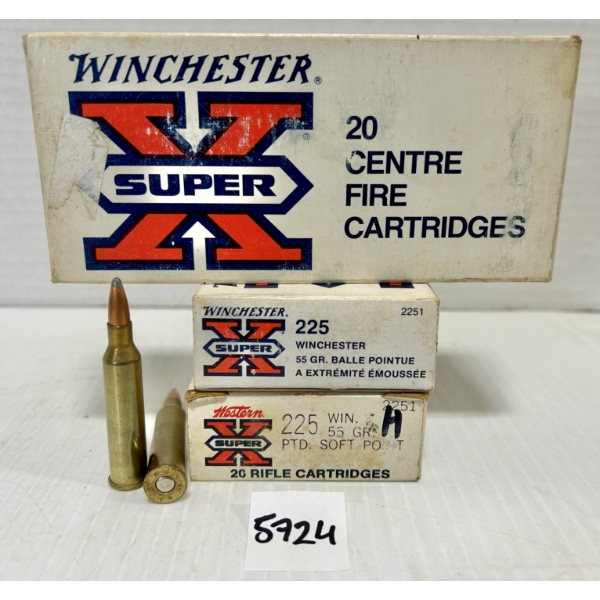 WINCHESTER®
X
SUPER
20
CENTRE
FIRE
CARTRIDGES
WINCHESTER®
X
SUPER
2251
225
WINCHESTER
55 GR. BALLE POINTUE
A EXTRÉMITÉ ÉMOUSSÉE
Western
X
SUPER
2251
225 WIN.
55 GR.
PTD. SOFT POINT
H
20 RIFLE CARTRIDGES
5724